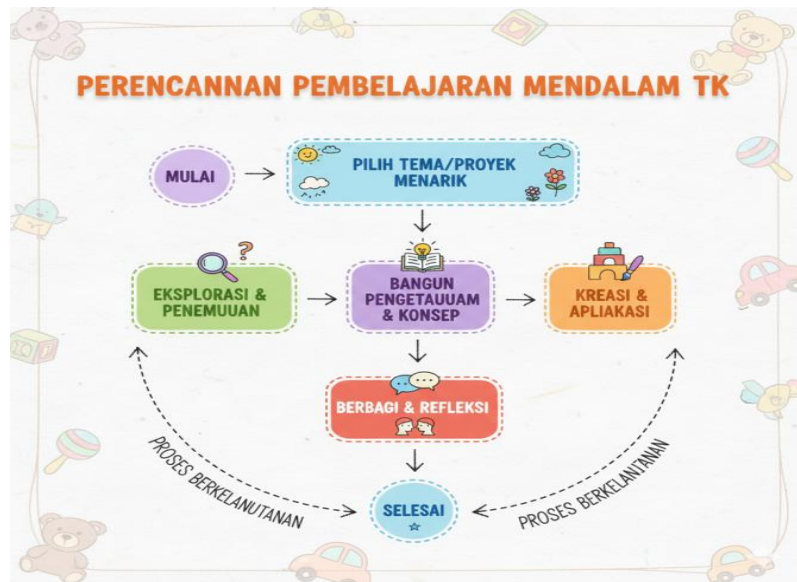 PERENCANNAN PEMBELAJARAN MENDALAM TK
MULAI
PILIH TEMA/PROYEK
MENARIK
EKSPLORASI &
PENEMUUAN
BANGUN
PENGETAUUAM
& KONSEP
KREASI &
APLIAKASI
BERBAGI & REFLEKSI
PROSES BERKELANUTANAN
SELESAI
PROSES BERKELANJTANAN